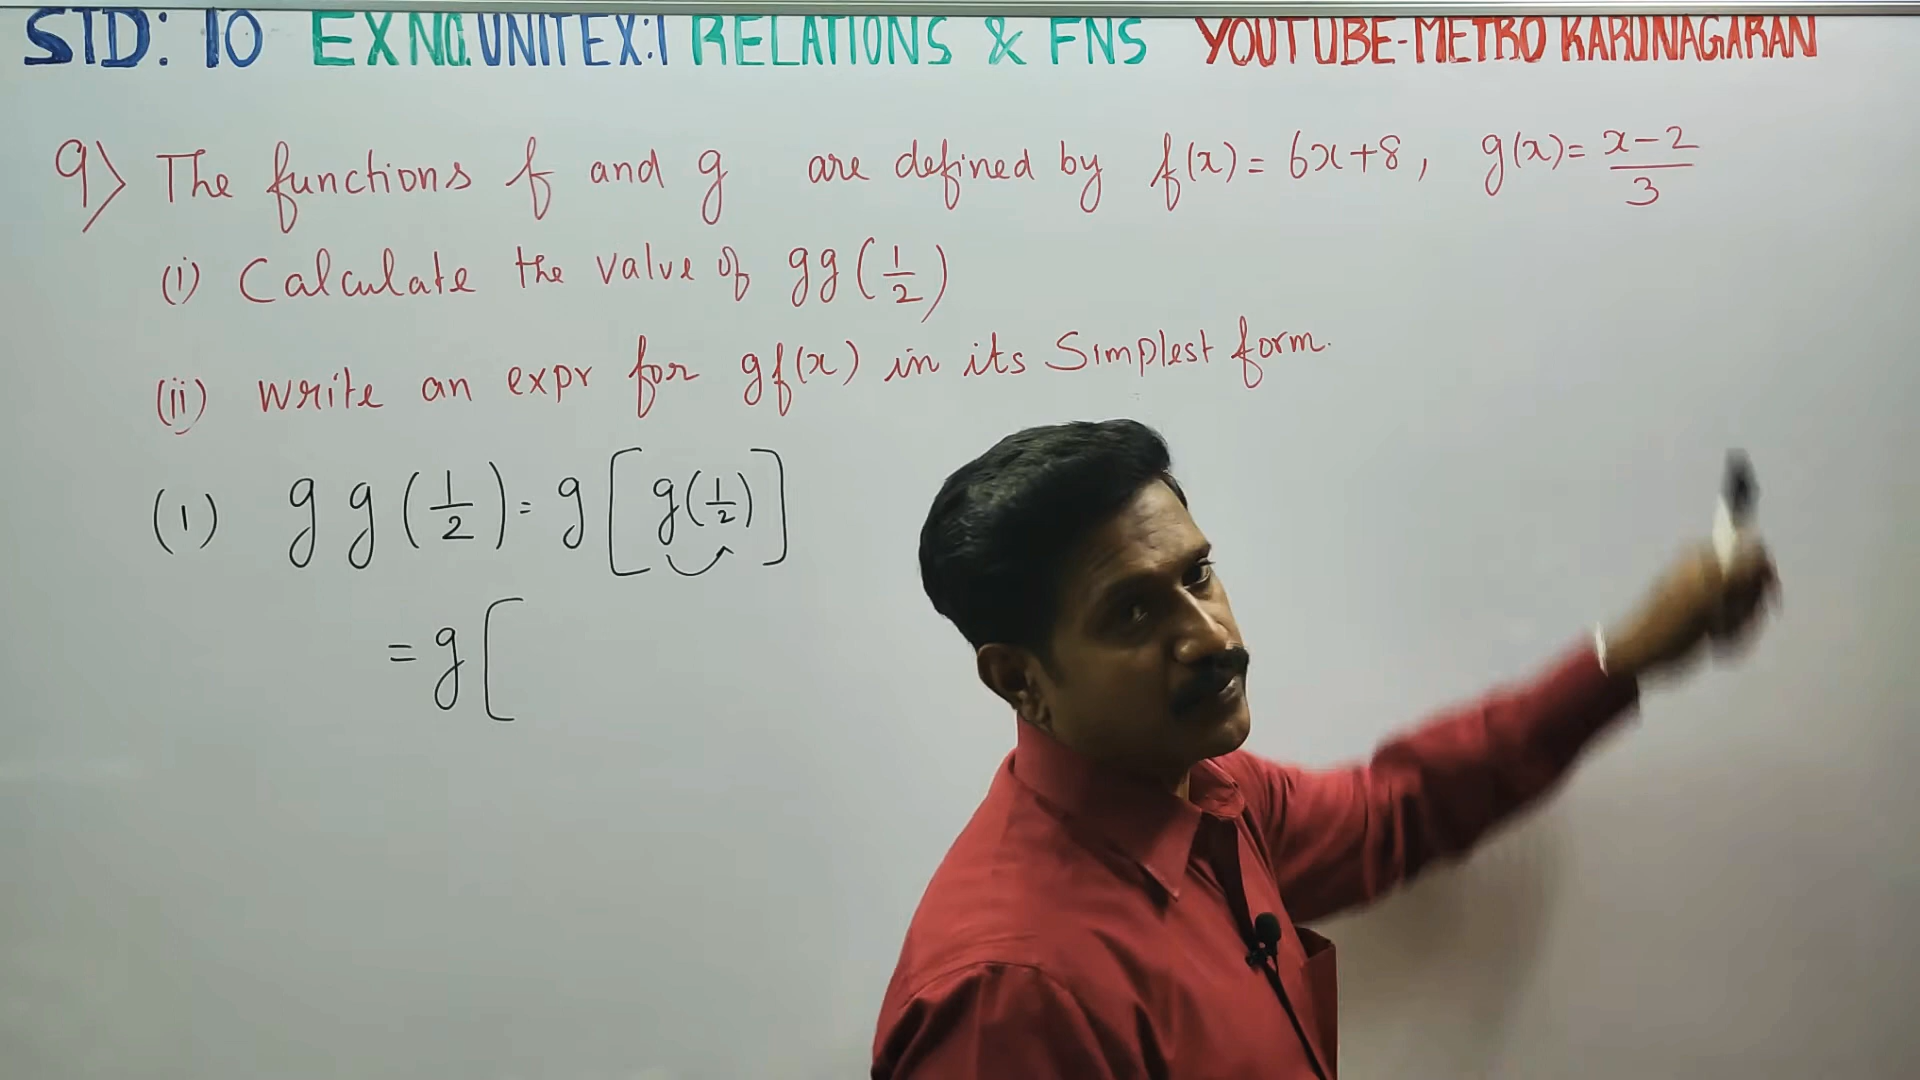 STD: 10 EX NO. UNIT EX:1 RELATIONS & FNS YOUTUBE-METRO KARUNAGARAN
9) The functions f and g are defined by f(x) = 6x+8, g(x) = x-2/3
(i) Calculate the value of gg(1/2)
(ii) write an expr for gf(x) in its simplest form.
(1) g g(1/2) = g[g(1/2)]
= g[